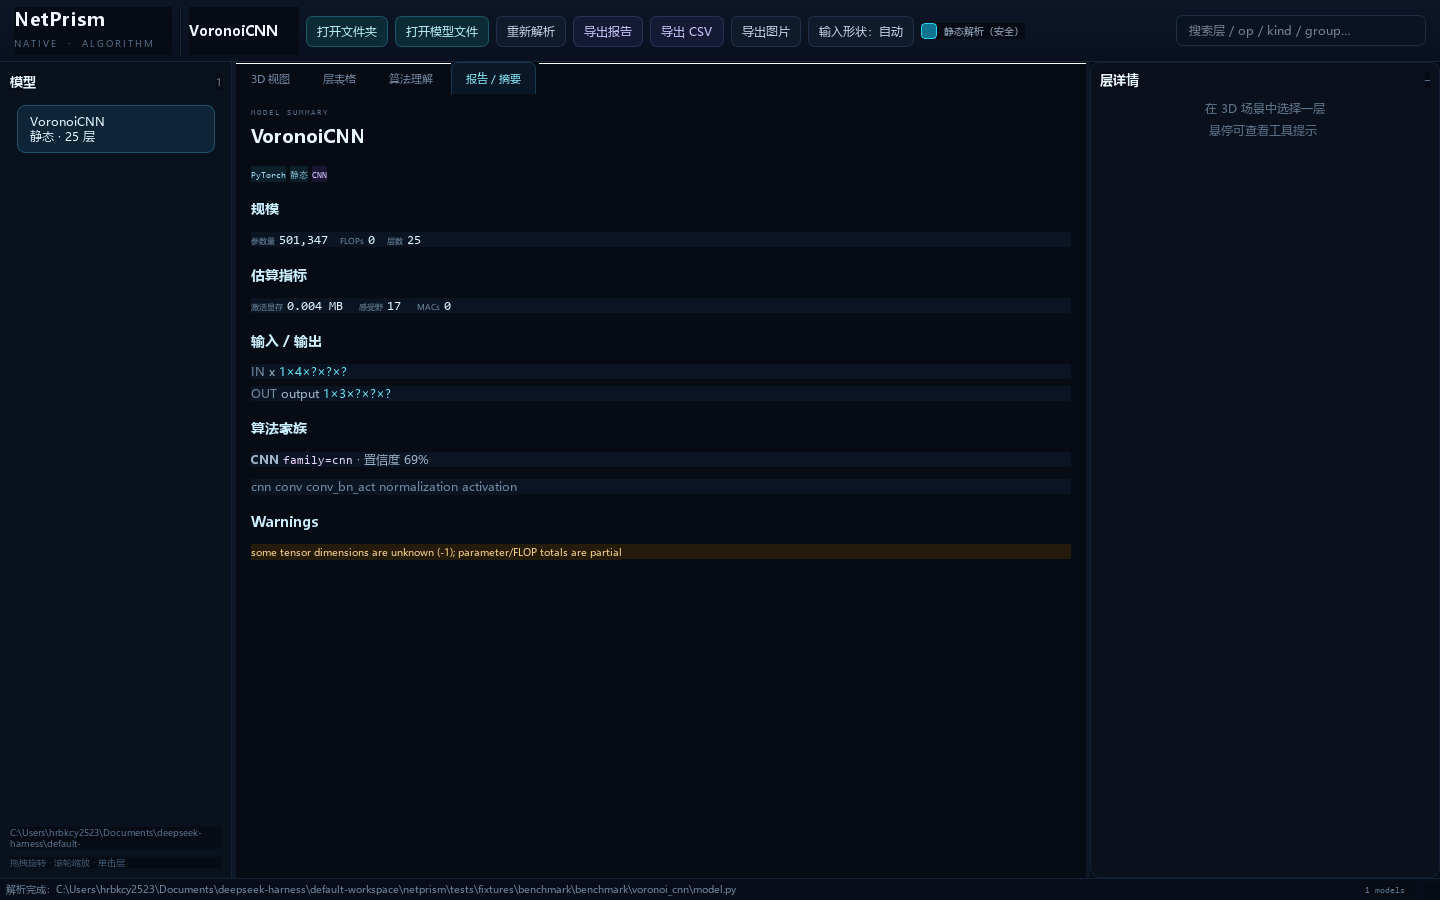 NetPrism
NATIVE · ALGORITHM
VoronoiCNN
打开文件夹
打开模型文件
重新解析
导出报告
导出 CSV
导出图片
输入形状：自动
静态解析（安全）
搜索层 / op / kind / group...
模型
1
VoronoiCNN
静态 · 25 层
3D 视图
层表格
算法理解
报告 / 摘要
MODEL SUMMARY
VoronoiCNN
PyTorch 静态 CNN
规模
参数量 501,347 FLOPs 0 层数 25
估算指标
激活显存 0.004 MB 感受野 17 MACs 0
输入 / 输出
IN x 1×4×?×?×?
OUT output 1×3×?×?×?
算法家族
CNN family=cnn · 置信度 69%
cnn conv conv_bn_act normalization activation
Warnings
some tensor dimensions are unknown (-1); parameter/FLOP totals are partial
层详情
–
在 3D 场景中选择一层
悬停可查看工具提示
C:\Users\hrbkcy2523\Documents\deepseek-
harness\default-
拖拽旋转 · 滚轮缩放 · 单击层
解析完成：C:\Users\hrbkcy2523\Documents\deepseek-harness\default-workspace\netprism\tests\fixtures\benchmark\benchmark\voronoi_cnn\model.py
1 models